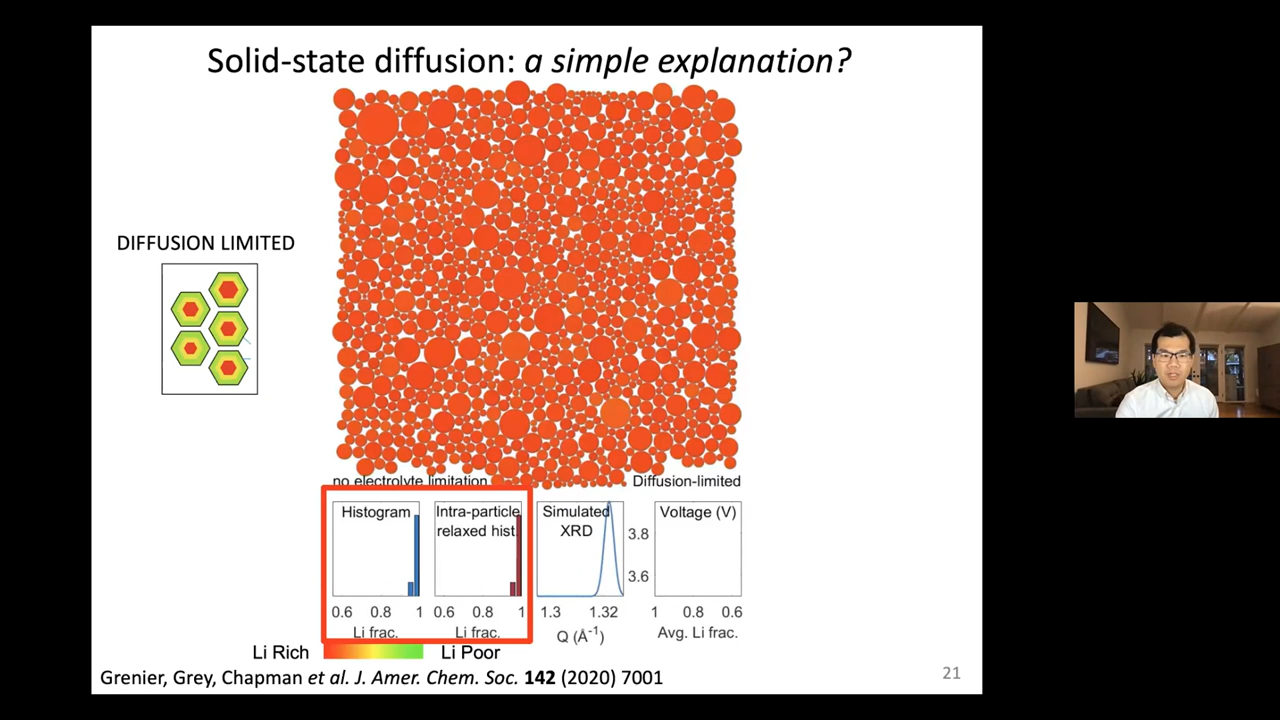 Solid-state diffusion: a simple explanation?
DIFFUSION LIMITED
no electrolyte limitation
Diffusion-limited
Histogram
0.6 0.8 1
Li frac.
Intra-particle
relaxed hist.
0.6 0.8 1
Li frac.
Simulated
XRD
1.3 1.32
Q (Å⁻¹)
Voltage (V)
3.8
3.6
1 0.8 0.6
Avg. Li frac.
Li Rich
Li Poor
Grenier, Grey, Chapman et al. J. Amer. Chem. Soc. 142 (2020) 7001
21